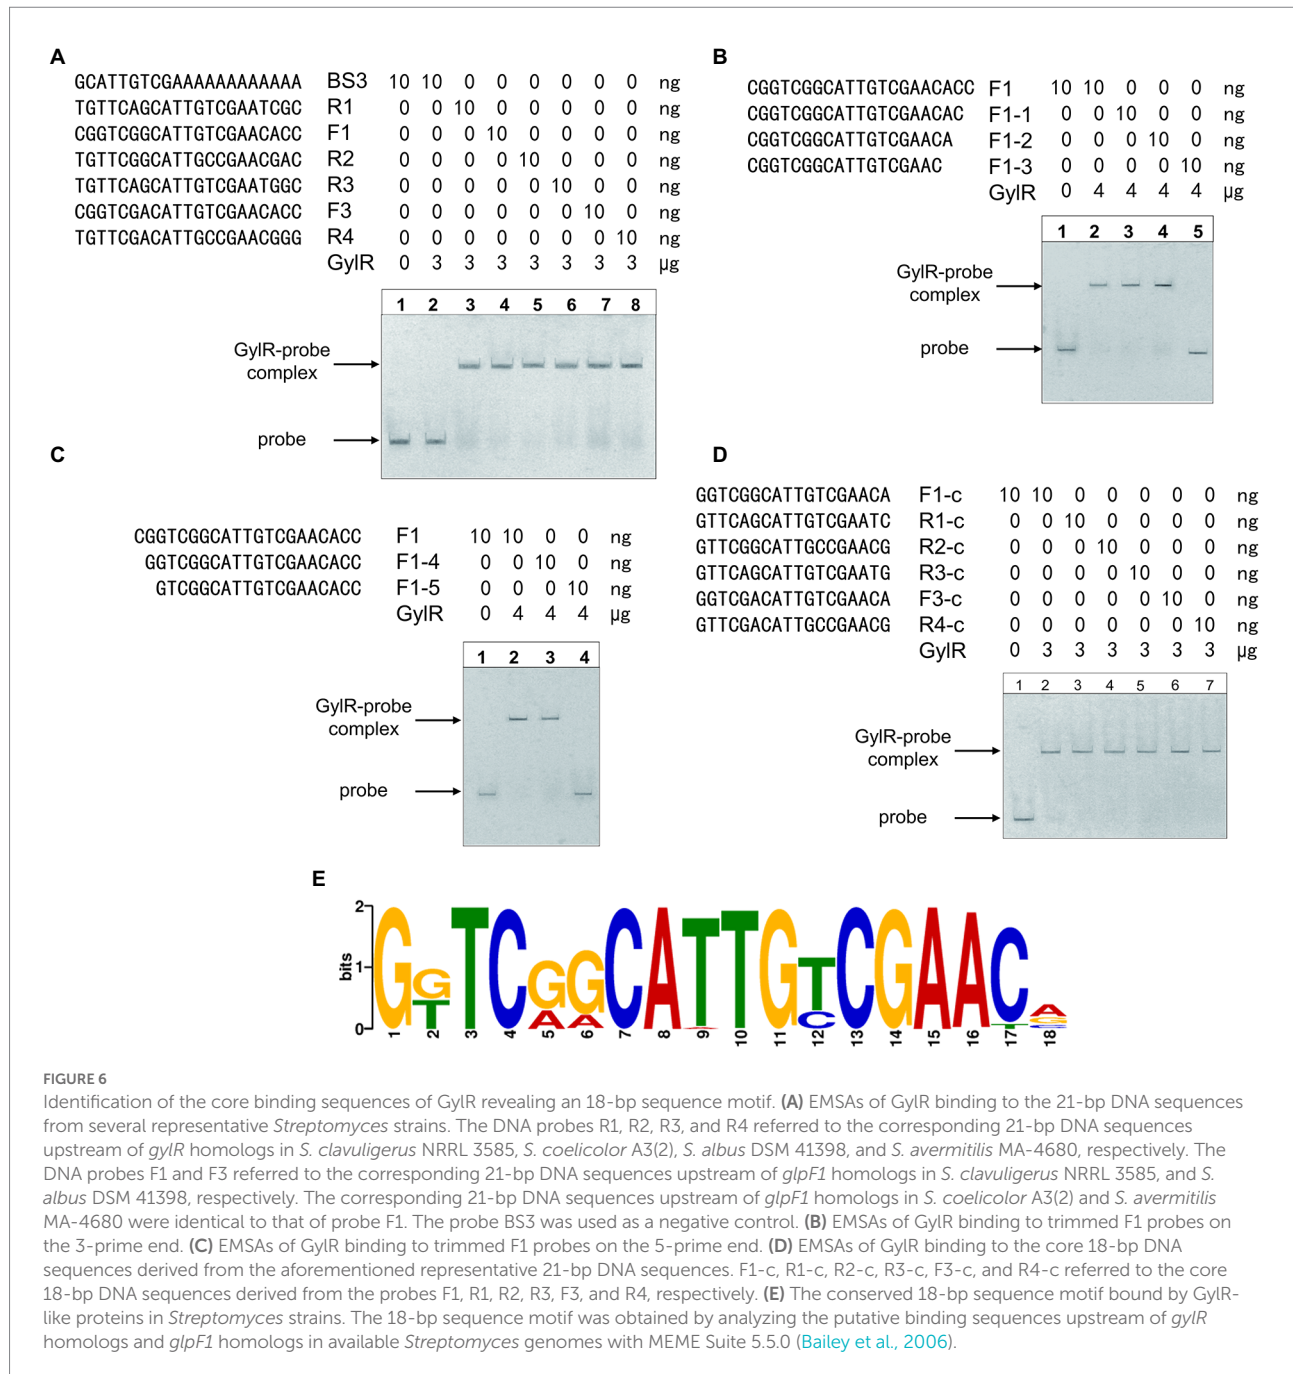 A
GCATTGTCGAAAAAAAAAAAA BS3 10 10 0 0 0 0 0 0 ng
TGTTCAGCATTGTCGAATCGC R1 0 0 10 0 0 0 0 0 ng
CGGTCGGCATTGTCGAACACC F1 0 0 0 10 0 0 0 0 ng
TGTTCGGCATTGCCGAACGAC R2 0 0 0 0 10 0 0 0 ng
TGTTCAGCATTGTCGAATGGC R3 0 0 0 0 0 10 0 0 ng
CGGTCGACATTGTCGAACACC F3 0 0 0 0 0 0 10 0 ng
TGTTCGACATTGCCGAACGGG R4 0 0 0 0 0 0 0 10 ng
GylR 0 3 3 3 3 3 3 3 µg
1 2 3 4 5 6 7 8
GylR-probe
complex
probe
B
CGGTCGGCATTGTCGAACACC F1 10 10 0 0 0 ng
CGGTCGGCATTGTCGAACAC F1-1 0 0 10 0 0 ng
CGGTCGGCATTGTCGAACA F1-2 0 0 0 10 0 ng
CGGTCGGCATTGTCGAAC F1-3 0 0 0 0 10 ng
GylR 0 4 4 4 4 µg
1 2 3 4 5
GylR-probe
complex
probe
C
CGGTCGGCATTGTCGAACACC F1 10 10 0 0 ng
GGTCGGCATTGTCGAACACC F1-4 0 0 10 0 ng
GTCGGCATTGTCGAACACC F1-5 0 0 0 10 ng
GylR 0 4 4 4 µg
1 2 3 4
GylR-probe
complex
probe
D
GGTCGGCATTGTCGAACA F1-c 10 10 0 0 0 0 0 ng
GTTCAGCATTGTCGAATC R1-c 0 0 10 0 0 0 0 ng
GTTCGGCATTGCCGAACG R2-c 0 0 0 10 0 0 0 ng
GTTCAGCATTGTCGAATG R3-c 0 0 0 0 10 0 0 ng
GGTCGACATTGTCGAACA F3-c 0 0 0 0 0 10 0 ng
GTTCGACATTGCCGAACG R4-c 0 0 0 0 0 0 10 ng
GylR 0 3 3 3 3 3 3 µg
1 2 3 4 5 6 7
GylR-probe
complex
probe
E
bits
2
1
0
GGTCGGCATTGTCGAACA
TAATCTG
C
1 2 3 4 5 6 7 8 9 10 11 12 13 14 15 16 17 18
FIGURE 6
Identification of the core binding sequences of GylR revealing an 18-bp sequence motif. (A) EMSAs of GylR binding to the 21-bp DNA sequences
from several representative Streptomyces strains. The DNA probes R1, R2, R3, and R4 referred to the corresponding 21-bp DNA sequences
upstream of gylR homologs in S. clavuligerus NRRL 3585, S. coelicolor A3(2), S. albus DSM 41398, and S. avermitilis MA-4680, respectively. The
DNA probes F1 and F3 referred to the corresponding 21-bp DNA sequences upstream of glpF1 homologs in S. clavuligerus NRRL 3585, and S.
albus DSM 41398, respectively. The corresponding 21-bp DNA sequences upstream of glpF1 homologs in S. coelicolor A3(2) and S. avermitilis
MA-4680 were identical to that of probe F1. The probe BS3 was used as a negative control. (B) EMSAs of GylR binding to trimmed F1 probes on
the 3-prime end. (C) EMSAs of GylR binding to trimmed F1 probes on the 5-prime end. (D) EMSAs of GylR binding to the core 18-bp DNA
sequences derived from the aforementioned representative 21-bp DNA sequences. F1-c, R1-c, R2-c, R3-c, F3-c, and R4-c referred to the core
18-bp DNA sequences derived from the probes F1, R1, R2, R3, F3, and R4, respectively. (E) The conserved 18-bp sequence motif bound by GylR-
like proteins in Streptomyces strains. The 18-bp sequence motif was obtained by analyzing the putative binding sequences upstream of gylR
homologs and glpF1 homologs in available Streptomyces genomes with MEME Suite 5.5.0 (Bailey et al., 2006).